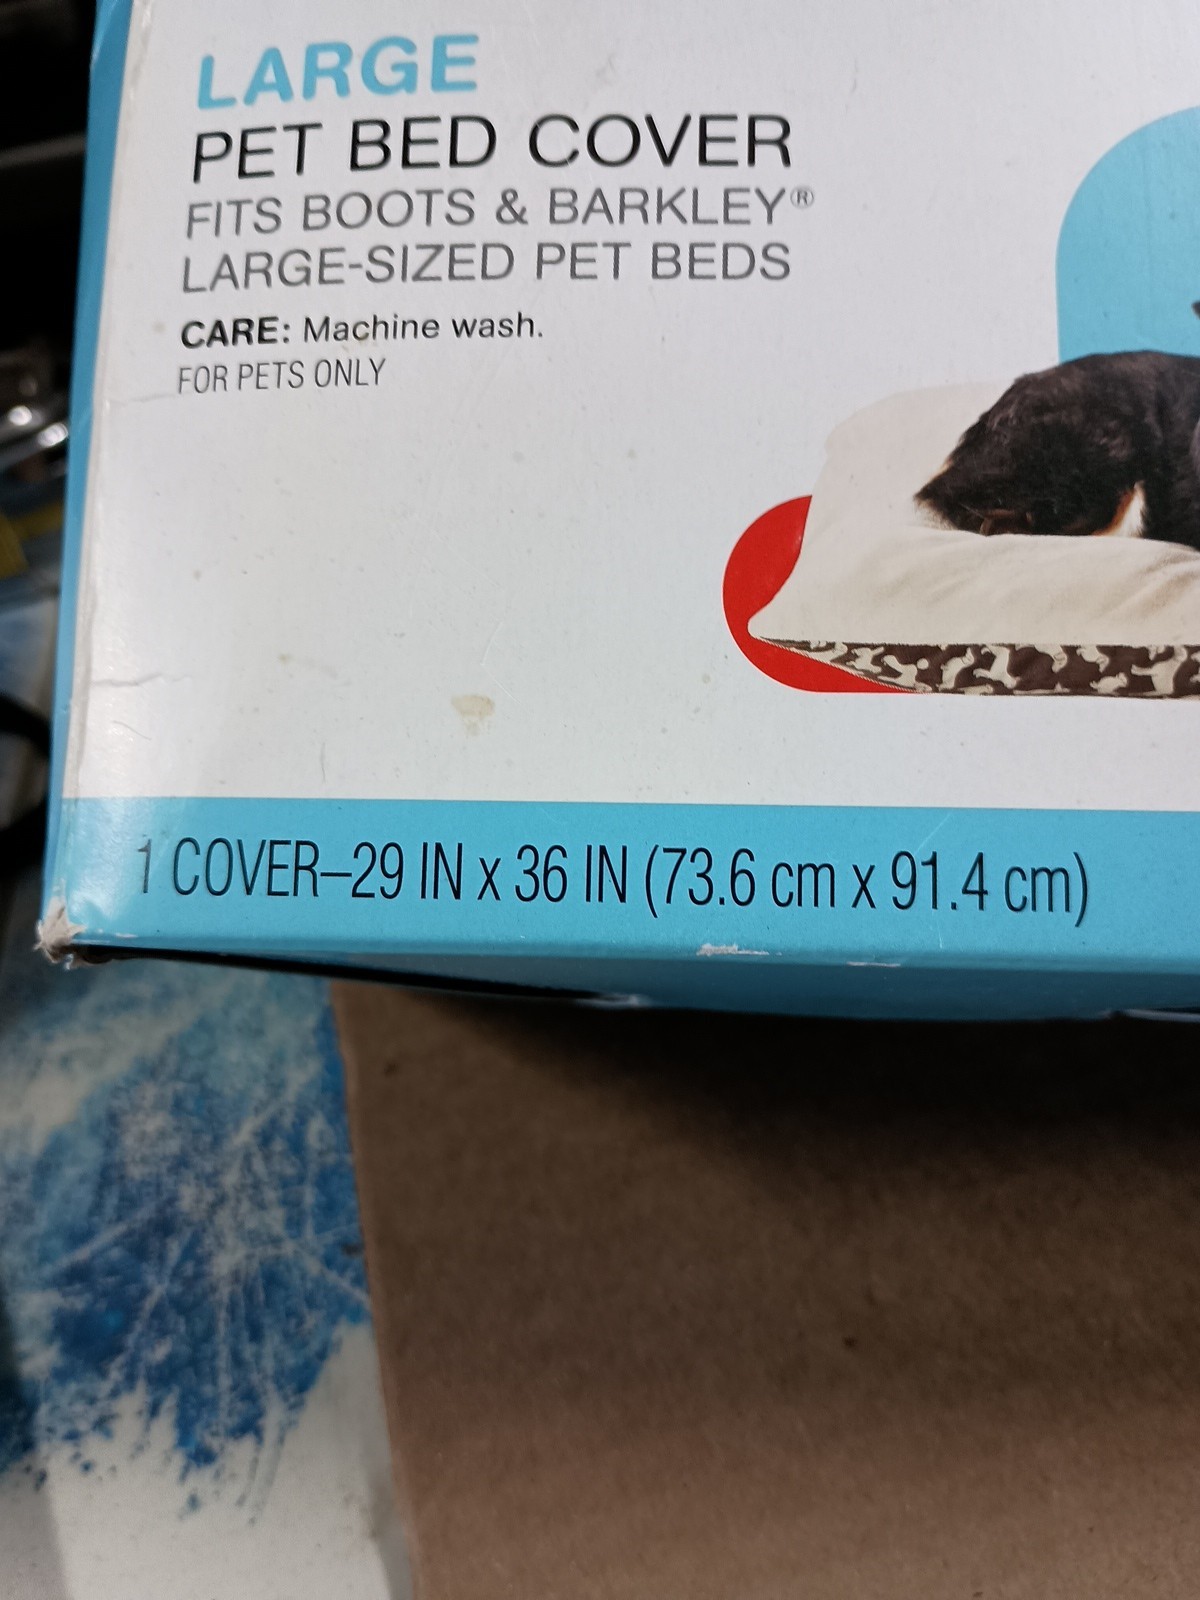 LARGE
PET BED COVER
FITS BOOTS & BARKLEY®
LARGE-SIZED PET BEDS
CARE: Machine wash.
FOR PETS ONLY
1 COVER–29 IN x 36 IN (73.6 cm x 91.4 cm)